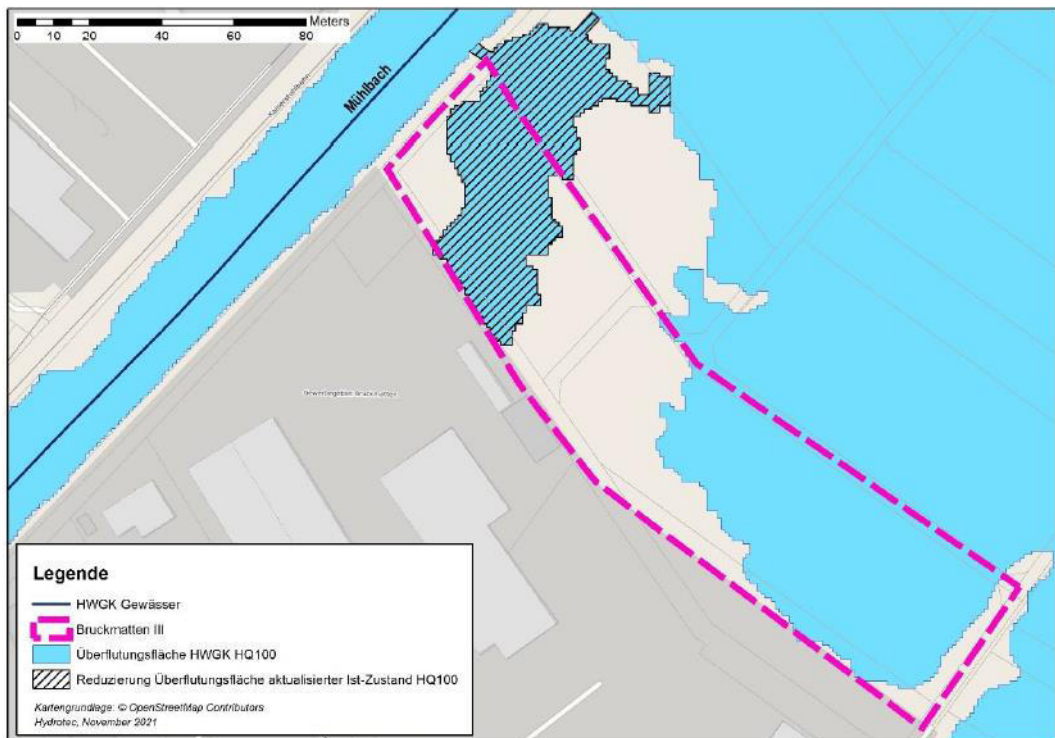 Meters
0 10 20 40 60 80
Mühlbach
Legende
HWGK Gewässer
Bruckmatten III
Überflutungsfläche HWGK HQ100
Reduzierung Überflutungsfläche aktualisierter Ist-Zustand HQ100
Kartengrundlage: © OpenStreetMap Contributors
Hydrotec, November 2021